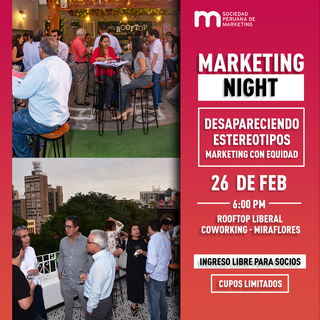 SOCIEDAD
PERUANA DE
MARKETING
MARKETING
NIGHT
DESAPARECIENDO
ESTEREOTIPOS
MARKETING CON EQUIDAD
26 DE FEB
6:00 PM
ROOFTOP LIBERAL
COWORKING - MIRAFLORES
INGRESO LIBRE PARA SOCIOS
CUPOS LIMITADOS
ROOFTOP